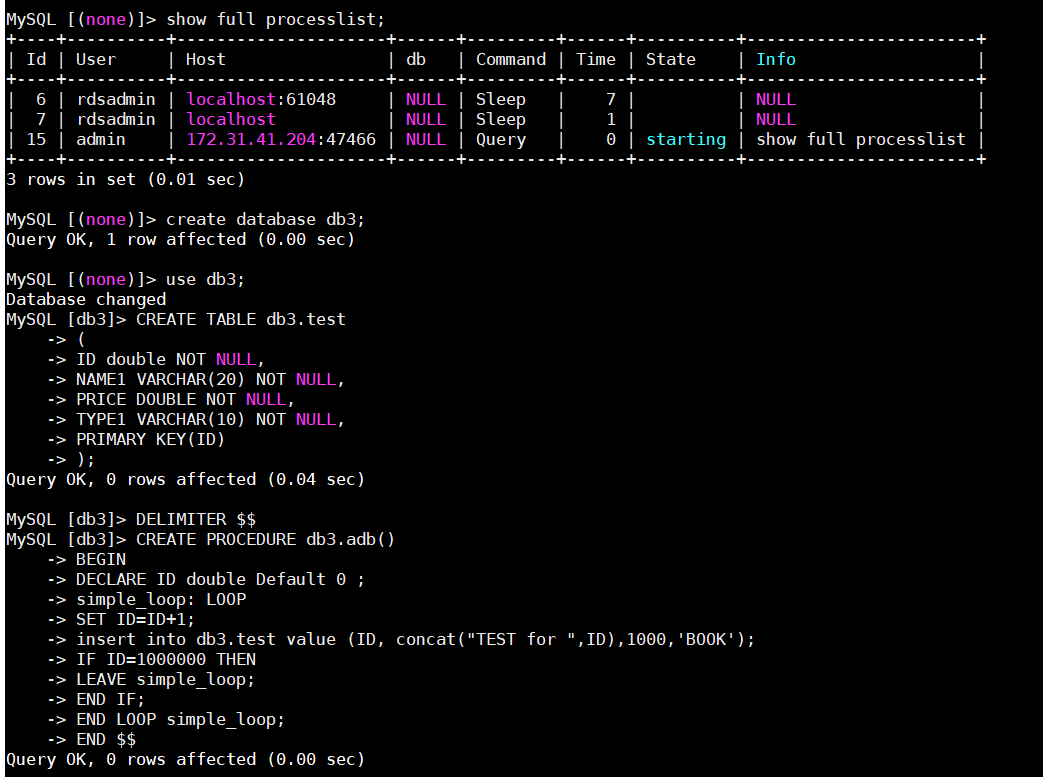 MySQL [(none)]> show full processlist;
+----+----------+---------------------+------+---------+------+----------+-----------------------+
| Id | User     | Host                | db   | Command | Time | State    | Info                  |
+----+----------+---------------------+------+---------+------+----------+-----------------------+
|  6 | rdsadmin | localhost:61048     | NULL | Sleep   |    7 |          | NULL                  |
|  7 | rdsadmin | localhost           | NULL | Sleep   |    1 |          | NULL                  |
| 15 | admin    | 172.31.41.204:47466 | NULL | Query   |    0 | starting | show full processlist |
+----+----------+---------------------+------+---------+------+----------+-----------------------+
3 rows in set (0.01 sec)

MySQL [(none)]> create database db3;
Query OK, 1 row affected (0.00 sec)

MySQL [(none)]> use db3;
Database changed
MySQL [db3]> CREATE TABLE db3.test
    -> (
    -> ID double NOT NULL,
    -> NAME1 VARCHAR(20) NOT NULL,
    -> PRICE DOUBLE NOT NULL,
    -> TYPE1 VARCHAR(10) NOT NULL,
    -> PRIMARY KEY(ID)
    -> );
Query OK, 0 rows affected (0.04 sec)

MySQL [db3]> DELIMITER $$
MySQL [db3]> CREATE PROCEDURE db3.adb()
    -> BEGIN
    -> DECLARE ID double Default 0 ;
    -> simple_loop: LOOP
    -> SET ID=ID+1;
    -> insert into db3.test value (ID, concat("TEST for ",ID),1000,'BOOK');
    -> IF ID=1000000 THEN
    -> LEAVE simple_loop;
    -> END IF;
    -> END LOOP simple_loop;
    -> END $$
Query OK, 0 rows affected (0.00 sec)